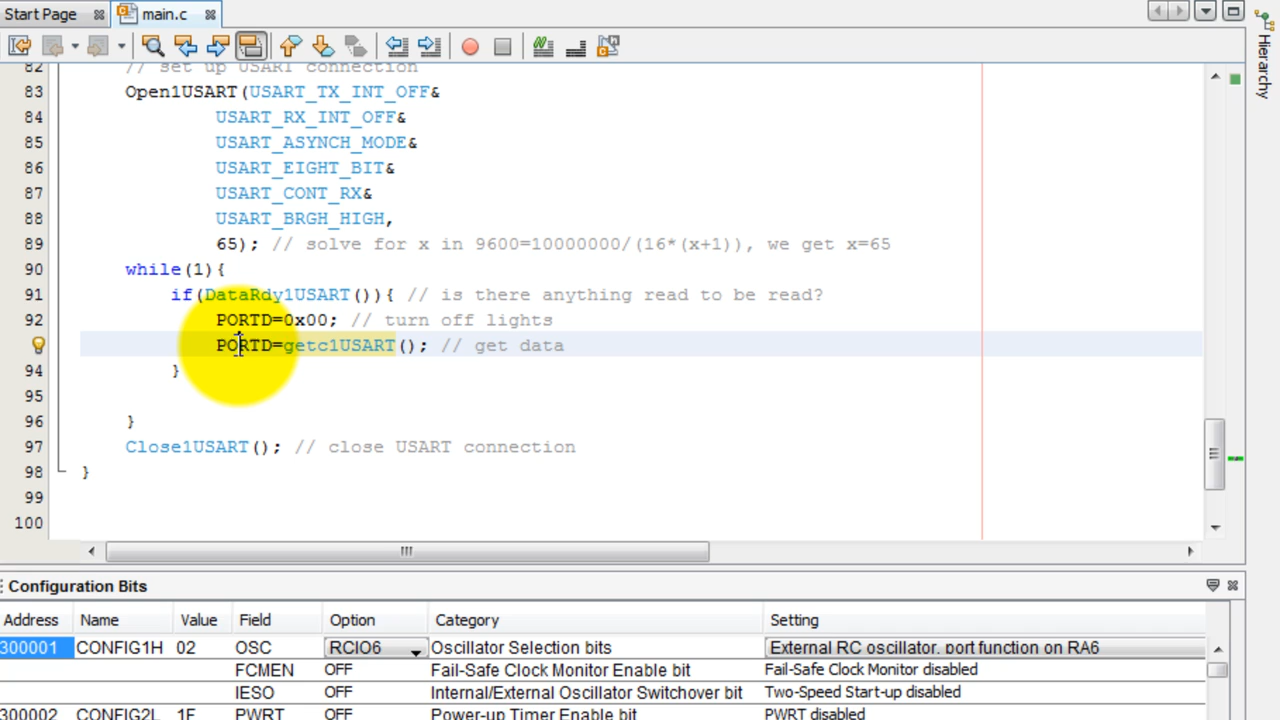 Start Page main.c
82 // set up USART connection
83 Open1USART(USART_TX_INT_OFF&
84 USART_RX_INT_OFF&
85 USART_ASYNCH_MODE&
86 USART_EIGHT_BIT&
87 USART_CONT_RX&
88 USART_BRGH_HIGH,
89 65); // solve for x in 9600=10000000/(16*(x+1)), we get x=65
90 while(1){
91 if(DataRdy1USART()){ // is there anything read to be read?
92 PORTD=0x00; // turn off lights
PORTD=getc1USART(); // get data
94 }
95
96 }
97 Close1USART(); // close USART connection
98 }
99
100
Hierarchy
Configuration Bits
Address Name Value Field Option Category Setting
300001 CONFIG1H 02 OSC RCIO6 Oscillator Selection bits External RC oscillator, port function on RA6
FCMEN OFF Fail-Safe Clock Monitor Enable bit Fail-Safe Clock Monitor disabled
IESO OFF Internal/External Oscillator Switchover bit Two-Speed Start-up disabled
300002 CONFIG2L 1F PWRT OFF Power-up Timer Enable bit PWRT disabled